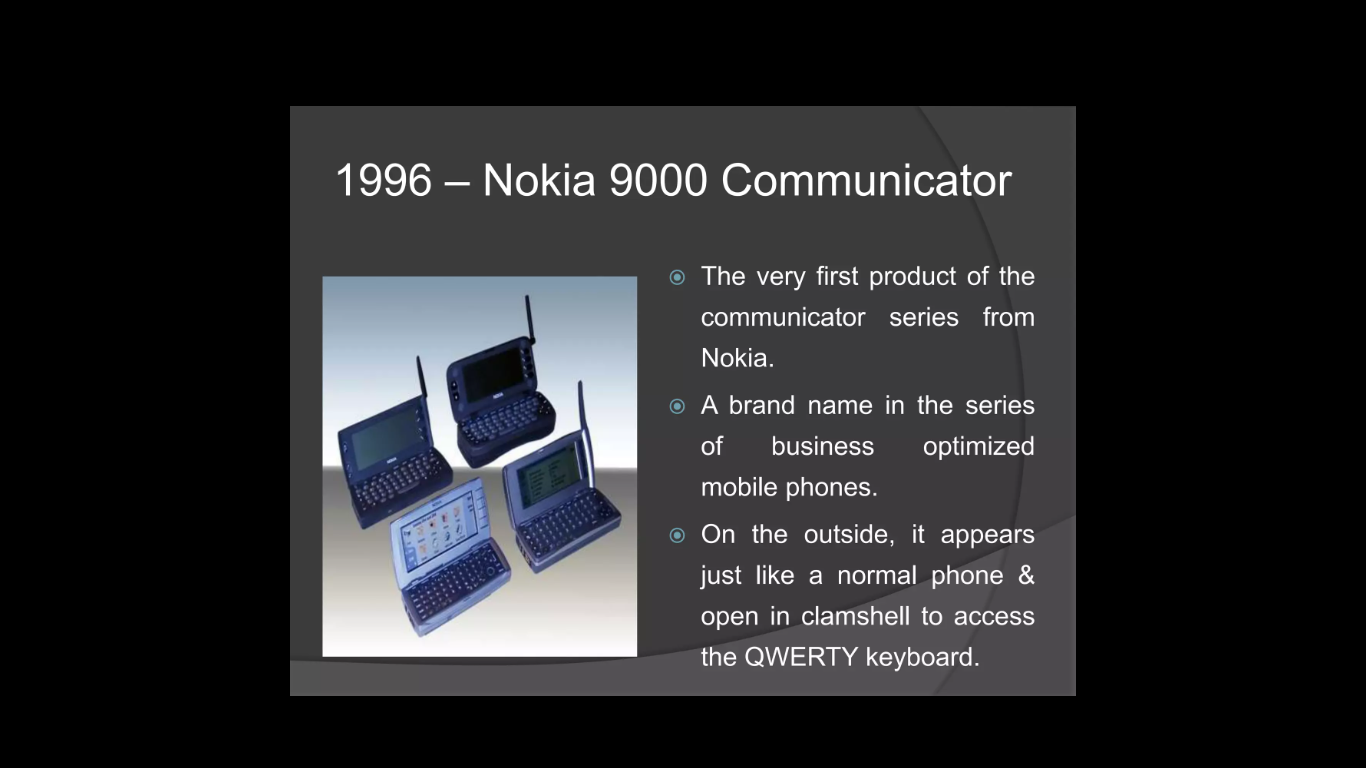 1996 – Nokia 9000 Communicator
The very first product of the
communicator series from
Nokia.
A brand name in the series
of business optimized
mobile phones.
On the outside, it appears
just like a normal phone &
open in clamshell to access
the QWERTY keyboard.